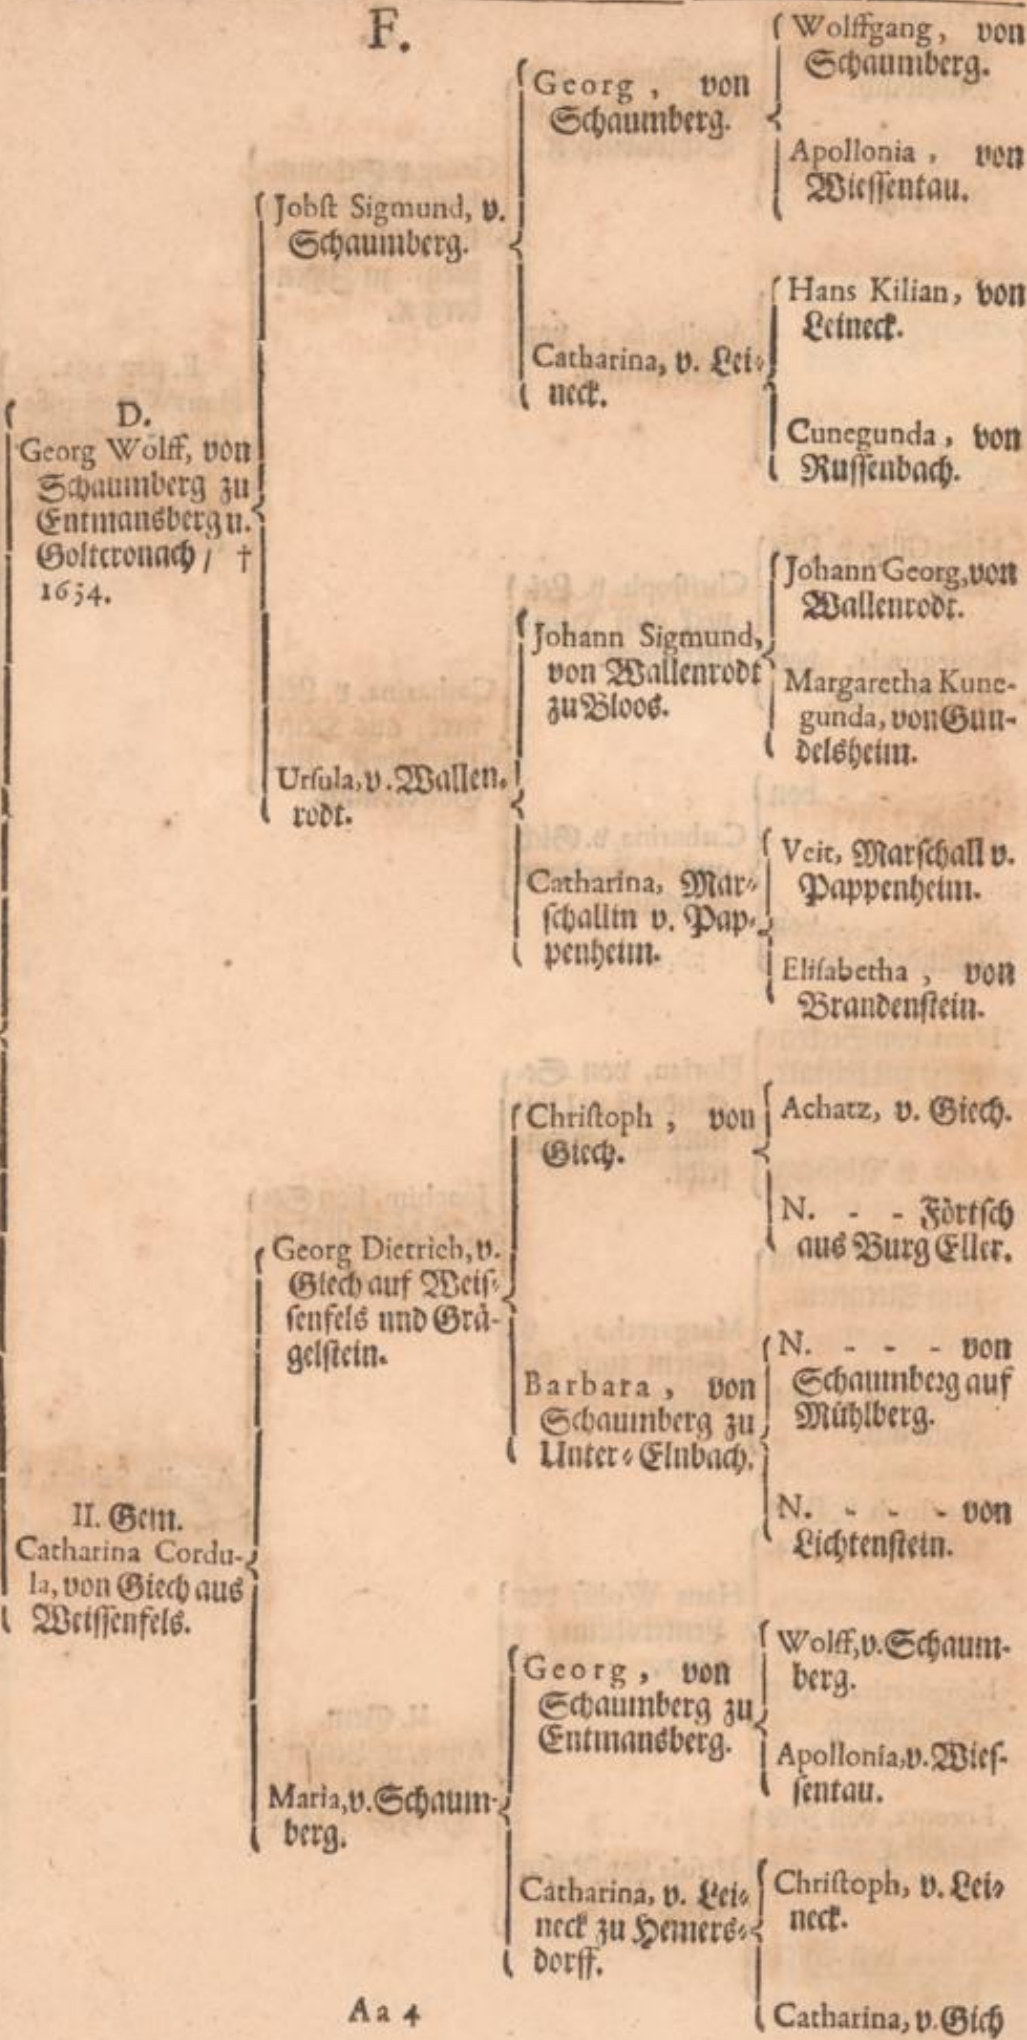 F.
D.
Georg Wolff, von
Schaumberg zu
Entmansberg u.
Goltcronach / †
1634.
II. Gem.
Catharina Cordu-
la, von Giech aus
Weissenfels.
Jobst Sigmund, v.
Schaumberg.
Ursula, v. Wallen-
rodt.
Georg Dietrich, v.
Giech auf Weis-
senfels und Grä-
gelstein.
Maria, v. Schaum-
berg.
Georg, von
Schaumberg.
Catharina, v. Lei-
neck.
Johann Sigmund,
von Wallenrodt
zu Bloos.
Catharina, Mar-
schallin v. Pap-
penheim.
Christoph, von
Giech.
Barbara, von
Schaumberg zu
Unter-Elnbach.
Georg, von
Schaumberg zu
Entmansberg.
Catharina, v. Lei-
neck zu Hemers-
dorff.
Wolffgang, von
Schaumberg.
Apollonia, von
Wiessentau.
Hans Kilian, von
Leineck.
Cunegunda, von
Russenbach.
Johann Georg, von
Wallenrodt.
Margaretha Kune-
gunda, von Gun-
delsheim.
Veit, Marschall v.
Pappenheim.
Elisabetha, von
Brandenstein.
Achatz, v. Giech.
N. - - Förtsch
aus Burg Eller.
N. - - - von
Schaumberg auf
Mühlberg.
N. - - - von
Lichtenstein.
Wolff, v. Schaum-
berg.
Apollonia, v. Wies-
sentau.
Christoph, v. Lei-
neck.
Catharina, v. Gich
Aa 4